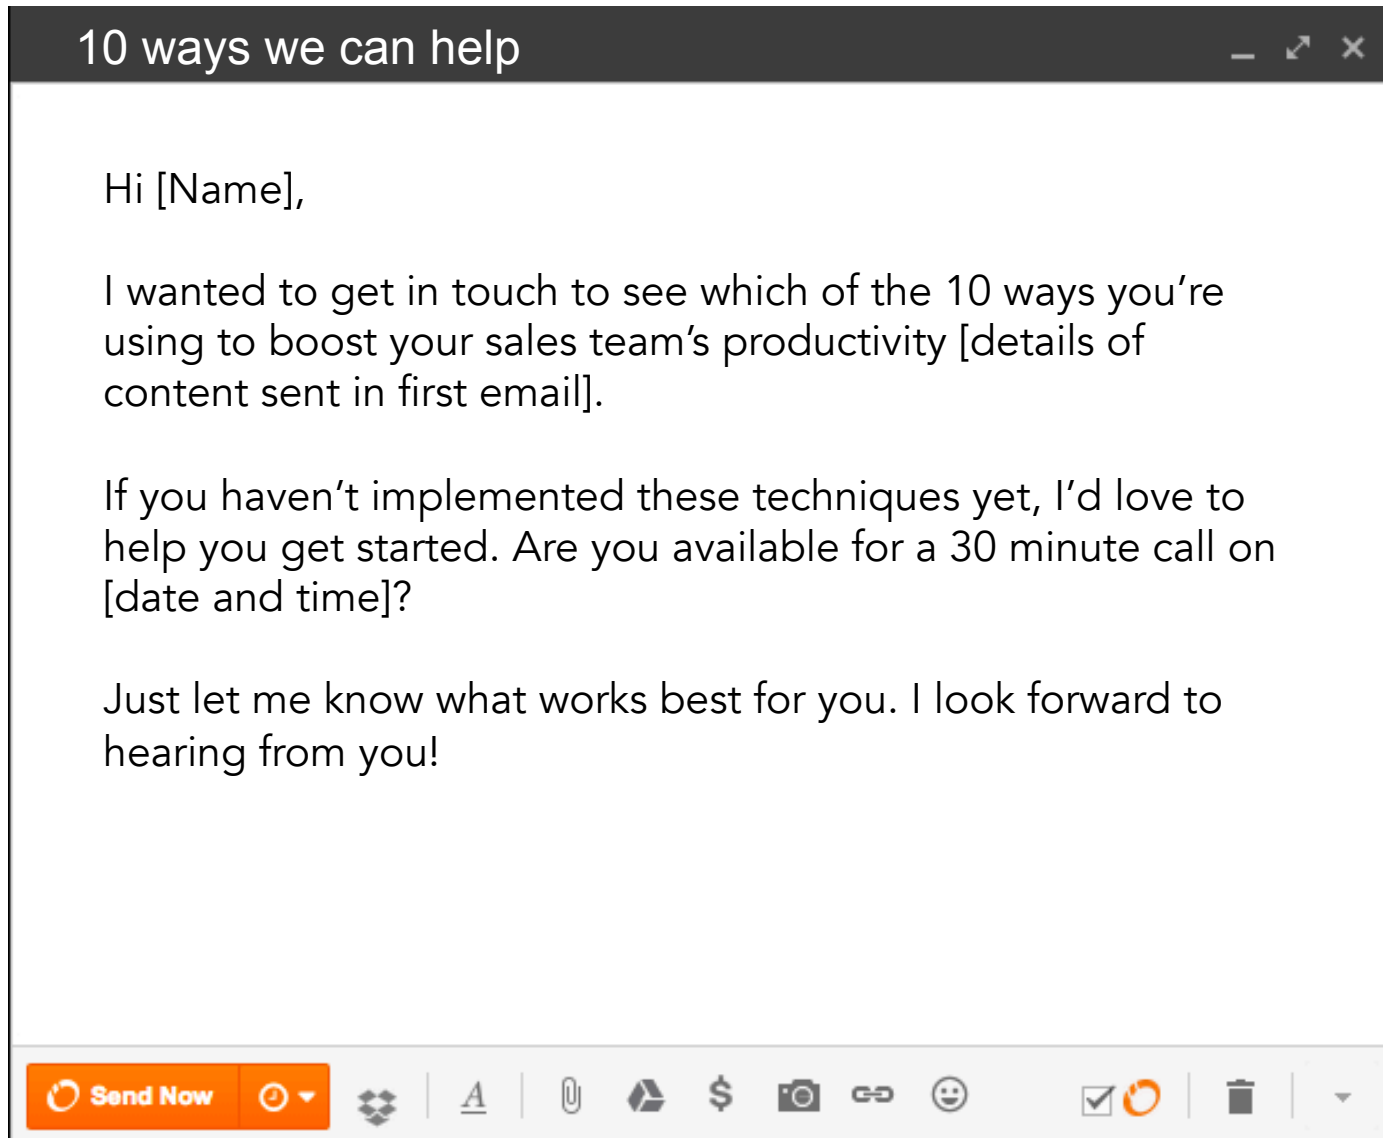 10 ways we can help
Hi [Name],
I wanted to get in touch to see which of the 10 ways you’re
using to boost your sales team’s productivity [details of
content sent in first email].
If you haven’t implemented these techniques yet, I’d love to
help you get started. Are you available for a 30 minute call on
[date and time]?
Just let me know what works best for you. I look forward to
hearing from you!
Send Now
A
$